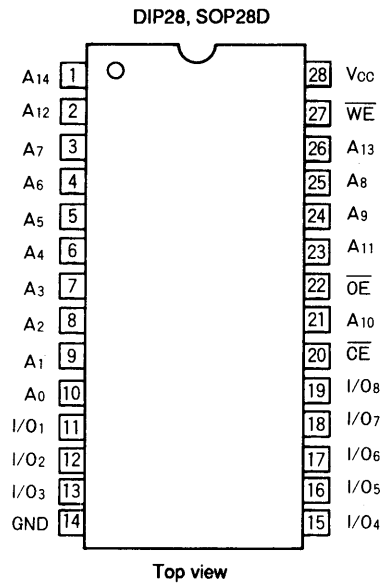 DIP28, SOP28D
A14 1 28 Vcc
A12 2 27 W̅E̅
A7 3 26 A13
A6 4 25 A8
A5 5 24 A9
A4 6 23 A11
A3 7 22 O̅E̅
A2 8 21 A10
A1 9 20 C̅E̅
A0 10 19 I/O8
I/O1 11 18 I/O7
I/O2 12 17 I/O6
I/O3 13 16 I/O5
GND 14 15 I/O4
Top view